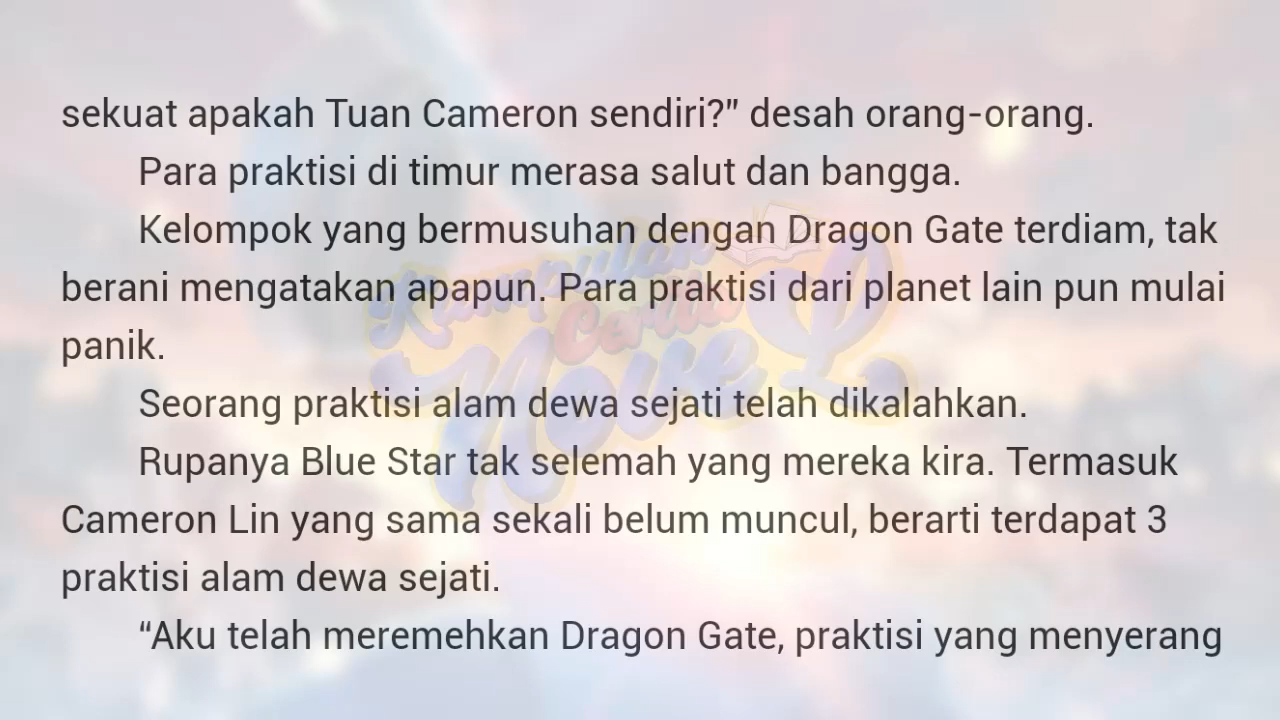 sekuat apakah Tuan Cameron sendiri?” desah orang-orang.
Para praktisi di timur merasa salut dan bangga.
Kelompok yang bermusuhan dengan Dragon Gate terdiam, tak
berani mengatakan apapun. Para praktisi dari planet lain pun mulai
panik.
Seorang praktisi alam dewa sejati telah dikalahkan.
Rupanya Blue Star tak selemah yang mereka kira. Termasuk
Cameron Lin yang sama sekali belum muncul, berarti terdapat 3
praktisi alam dewa sejati.
“Aku telah meremehkan Dragon Gate, praktisi yang menyerang
Kumpulan
Cerita
Novel